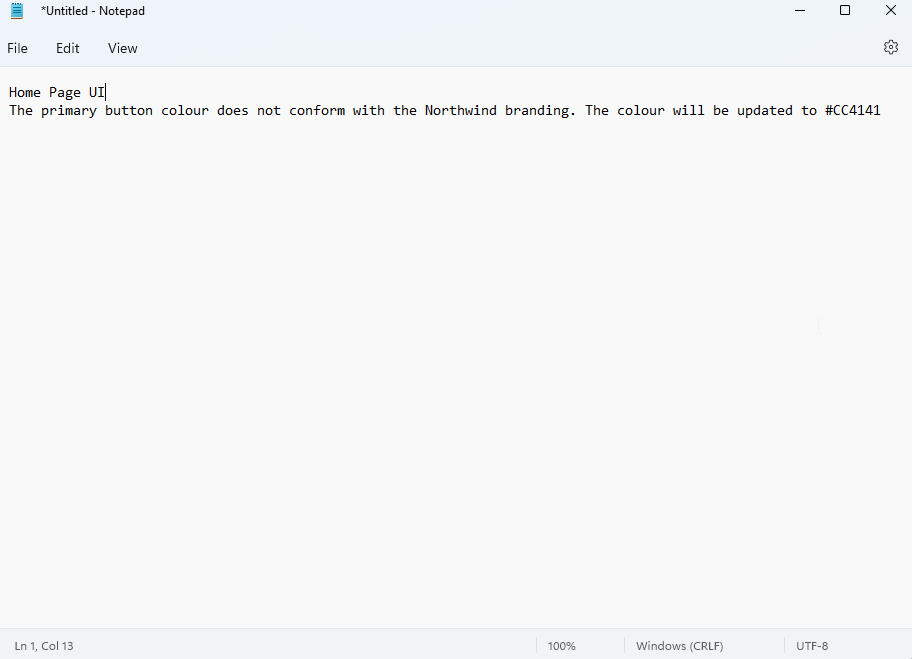 *Untitled - Notepad
File Edit View
Home Page UI
The primary button colour does not conform with the Northwind branding. The colour will be updated to #CC4141
Ln 1, Col 13 100% Windows (CRLF) UTF-8